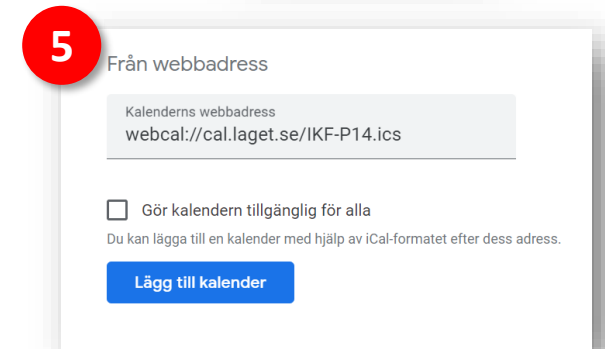 5
Från webbadress
Kalenderns webbadress
webcal://cal.laget.se/IKF-P14.ics
Gör kalendern tillgänglig för alla
Du kan lägga till en kalender med hjälp av iCal-formatet efter dess adress.
Lägg till kalender